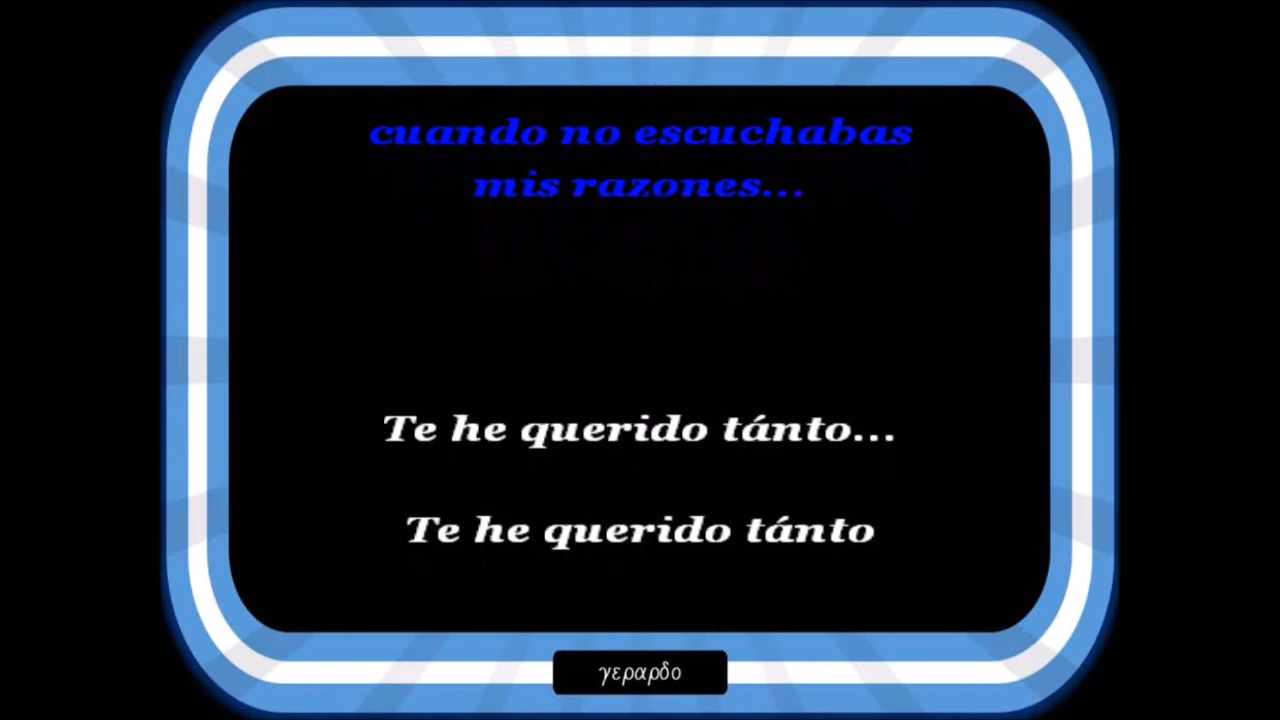 cuando no escuchabas
mis razones...
Te he querido tánto...
Te he querido tánto
γεραρδο